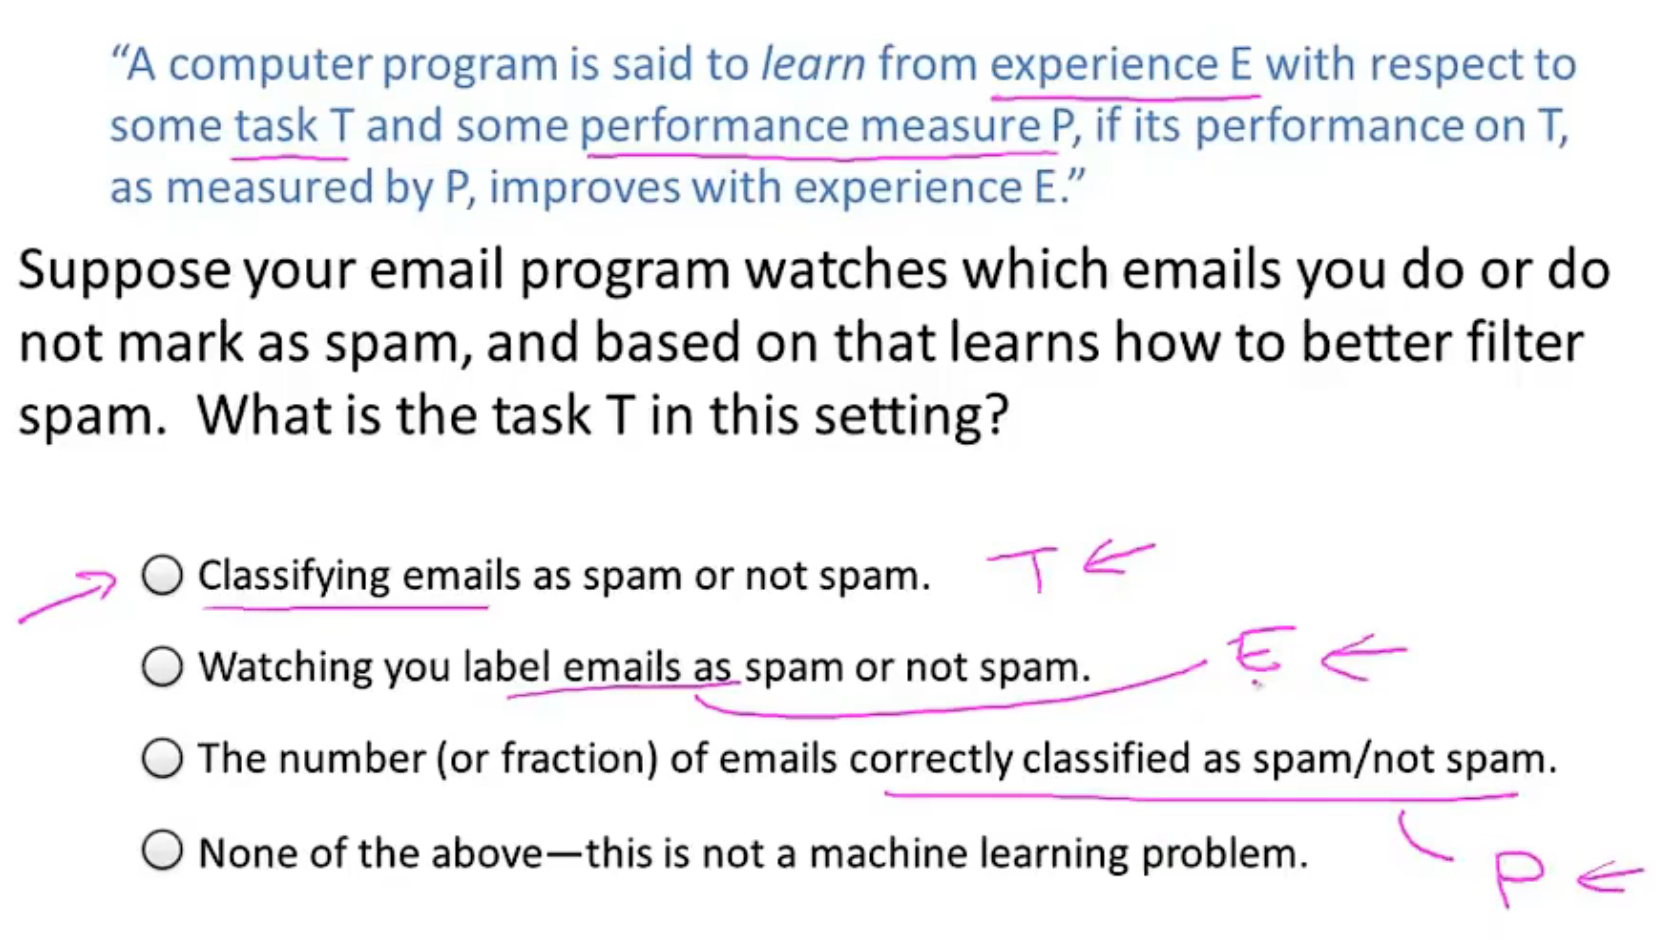 “A computer program is said to learn from experience E with respect to
some task T and some performance measure P, if its performance on T,
as measured by P, improves with experience E.”
Suppose your email program watches which emails you do or do
not mark as spam, and based on that learns how to better filter
spam.  What is the task T in this setting?
Classifying emails as spam or not spam. T
Watching you label emails as spam or not spam. E
The number (or fraction) of emails correctly classified as spam/not spam.
None of the above—this is not a machine learning problem. P